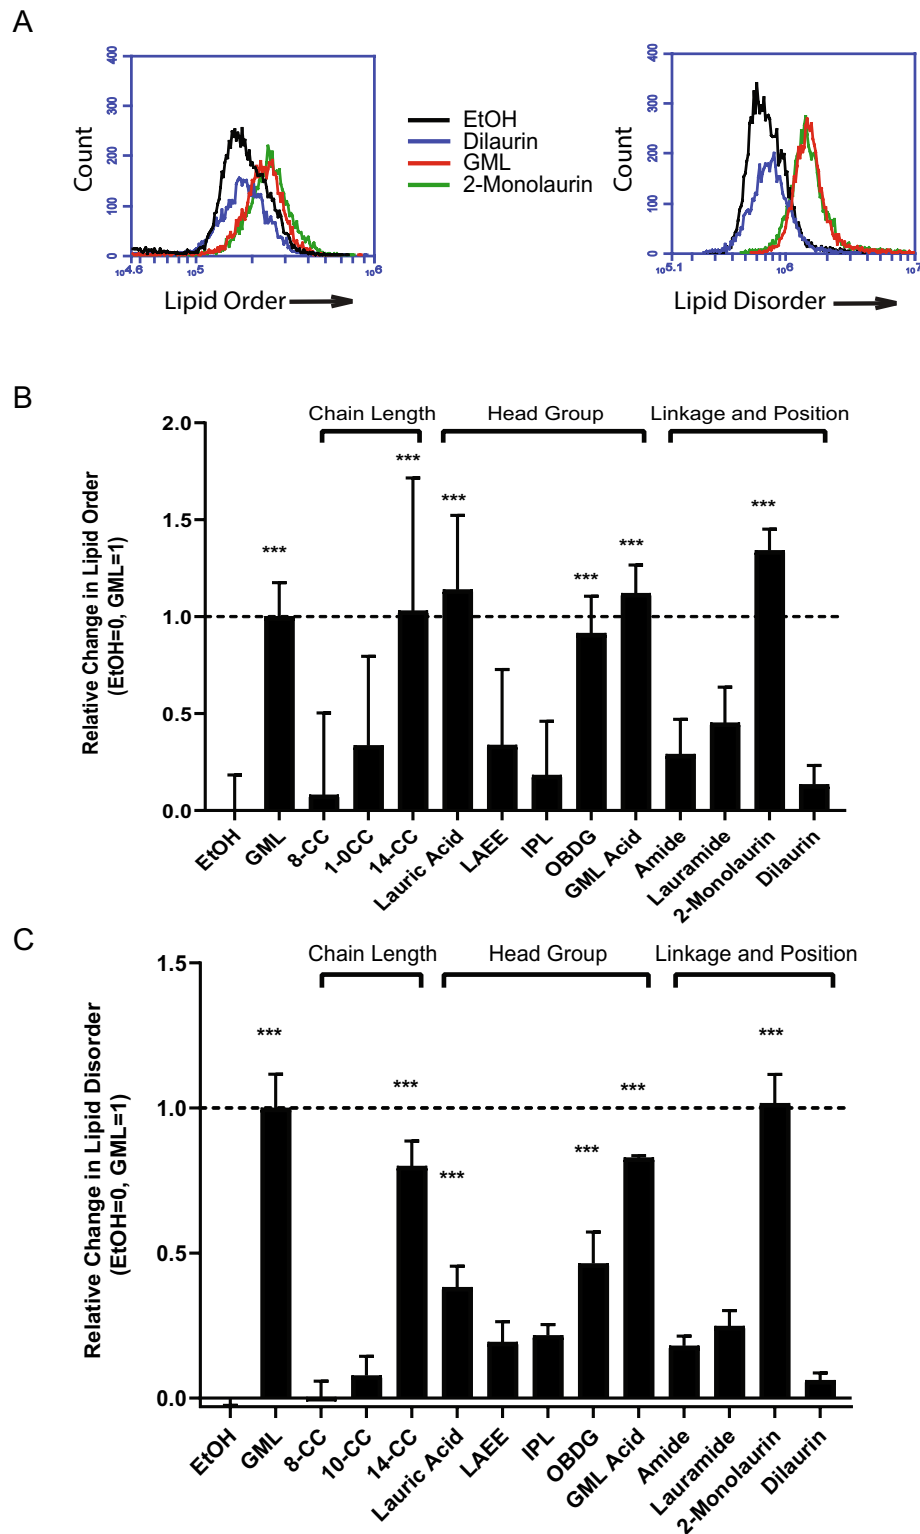 A
400
300
200
100
0
Count
10^4.6
10^5
10^6
Lipid Order
EtOH
Dilaurin
GML
2-Monolaurin
400
300
200
100
0
Count
10^5.1
10^6
10^7
Lipid Disorder
B
Chain Length
Head Group
Linkage and Position
2.0
1.5
1.0
0.5
0.0
Relative Change in Lipid Order
(EtOH=0, GML=1)
***
***
***
***
***
***
EtOH
GML
8-CC
1-0CC
14-CC
Lauric Acid
LAEE
IPL
OBDG
GML Acid
Amide
Lauramide
2-Monolaurin
Dilaurin
C
Chain Length
Head Group
Linkage and Position
1.5
1.0
0.5
0.0
Relative Change in Lipid Disorder
(EtOH=0, GML=1)
***
***
***
***
***
***
EtOH
GML
8-CC
10-CC
14-CC
Lauric Acid
LAEE
IPL
OBDG
GML Acid
Amide
Lauramide
2-Monolaurin
Dilaurin